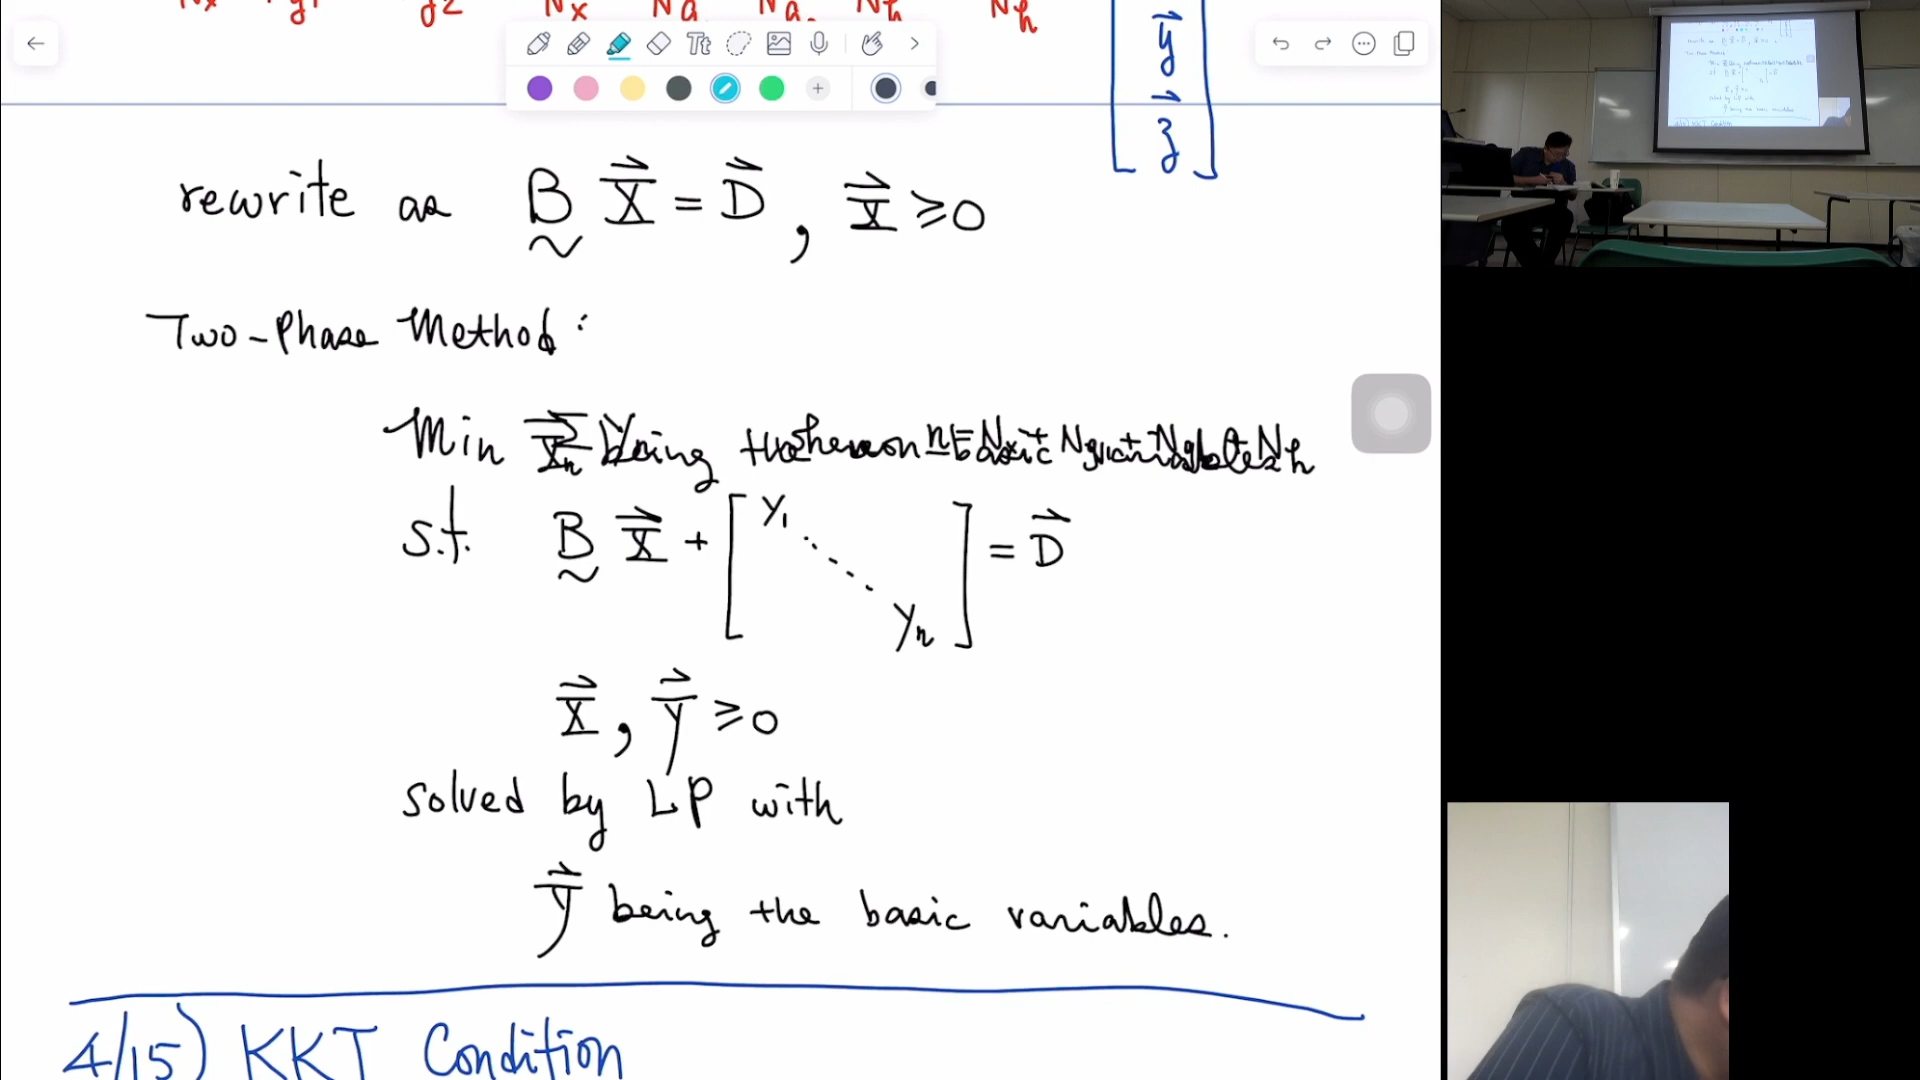 rewrite as B X = D , X ≥ 0
y
z
Two-Phase Method :
Min
s.t. B X + [ y₁ ⋱ yₙ ] = D
X , Y ≥ 0
solved by LP with
Y being the basic variables.
4/15) KKT Condition